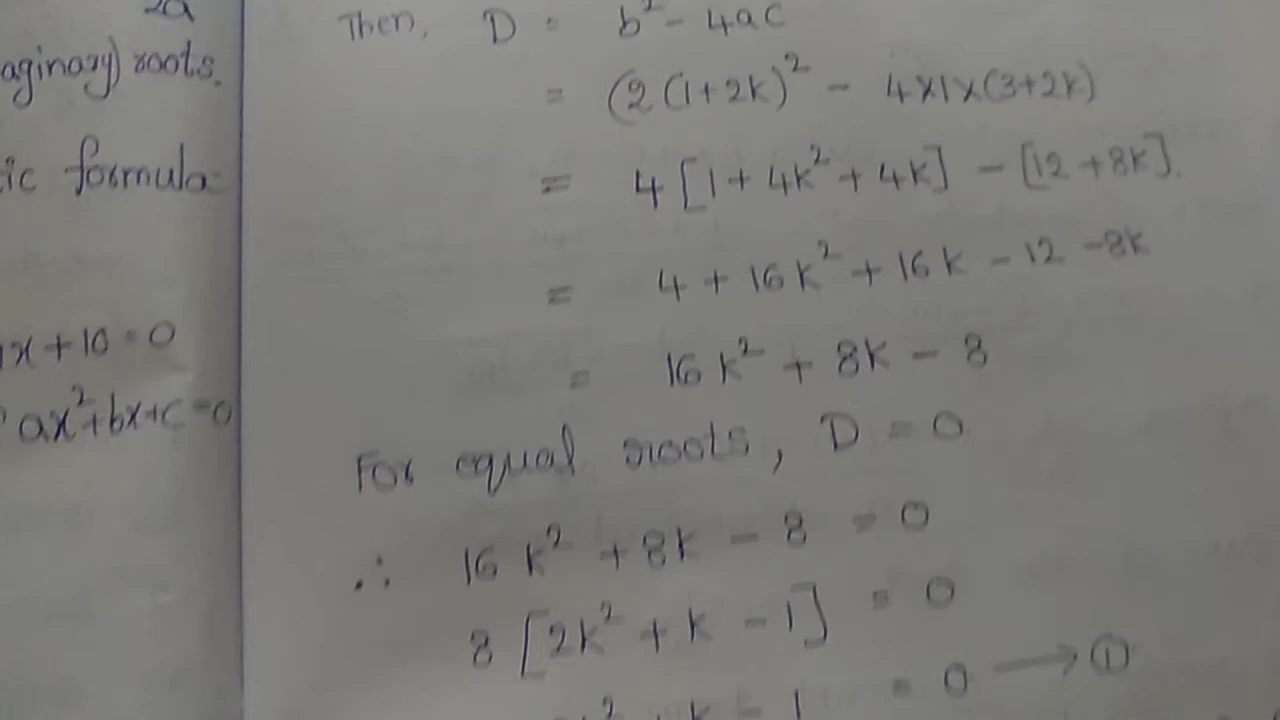 2a
aginary) roots.
ic formula
x + 10 = 0
ax² + bx + c = 0
Then, D = b² - 4ac
= (2(1+2k)² - 4×1×(3+2k)
= 4[1 + 4k² + 4k] - [12 + 8k].
= 4 + 16k² + 16k - 12 - 8k
= 16k² + 8k - 8
For equal roots, D = 0
∴ 16k² + 8k - 8 = 0
8[2k² + k - 1] = 0
k - 1 = 0 → ①